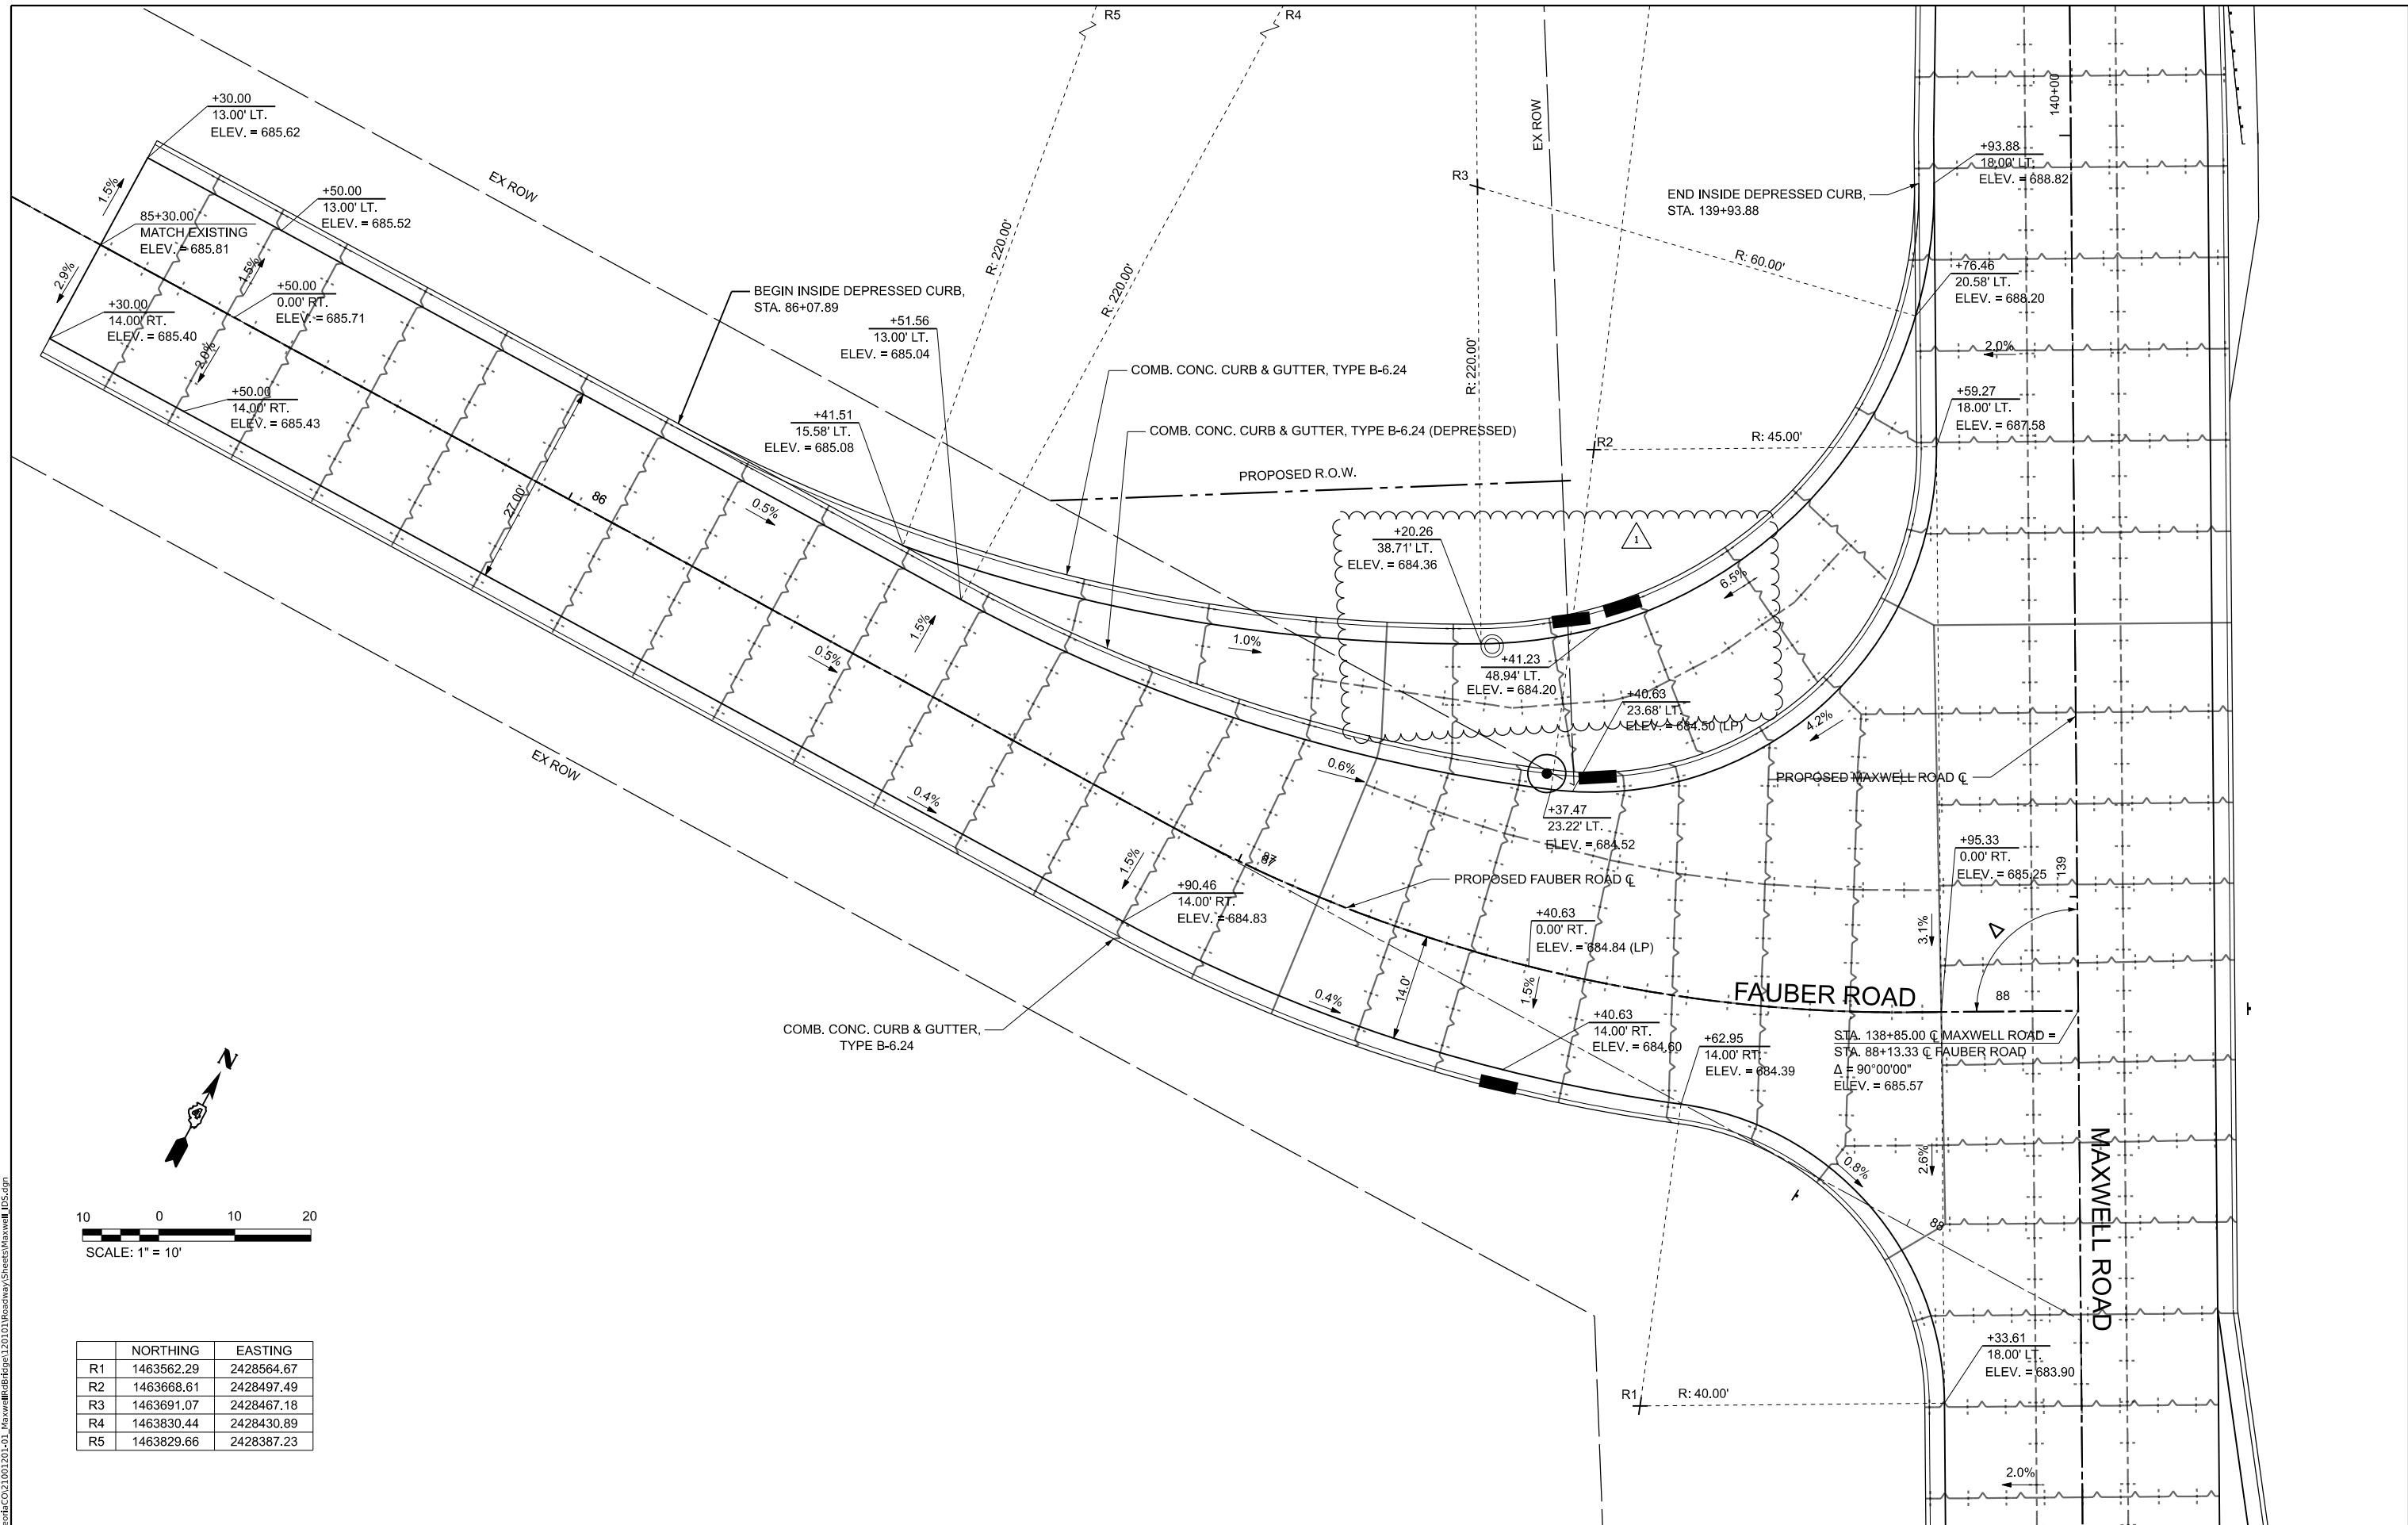 R5
R4
+30.00
13.00' LT.
ELEV. = 685.62
1.5%
85+30.00
MATCH EXISTING
ELEV. = 685.81
2.9%
+30.00
14.00' RT.
ELEV. = 685.40
+50.00
13.00' LT.
ELEV. = 685.52
1.5%
+50.00
0.00' RT.
ELEV. = 685.71
2.0%
+50.00
14.00' RT.
ELEV. = 685.43
EX ROW
R: 220.00'
R: 220.00'
BEGIN INSIDE DEPRESSED CURB,
STA. 86+07.89
+51.56
13.00' LT.
ELEV. = 685.04
+41.51
15.58' LT.
ELEV. = 685.08
COMB. CONC. CURB & GUTTER, TYPE B-6.24
COMB. CONC. CURB & GUTTER, TYPE B-6.24 (DEPRESSED)
PROPOSED R.O.W.
EX ROW
R3
R: 220.00'
R: 60.00'
R2
R: 45.00'
END INSIDE DEPRESSED CURB,
STA. 139+93.88
140+00
+93.88
18.00' LT.
ELEV. = 688.82
+76.46
20.58' LT.
ELEV. = 688.20
2.0%
+59.27
18.00' LT.
ELEV. = 687.58
27.00'
86
0.5%
0.5%
1.5%
1.0%
+20.26
38.71' LT.
ELEV. = 684.36
1
6.5%
+41.23
48.94' LT.
ELEV. = 684.20
+40.63
23.68' LT.
ELEV. = 684.50 (LP)
4.2%
PROPOSED MAXWELL ROAD ℄
EX ROW
0.4%
0.6%
+37.47
23.22' LT.
ELEV. = 684.52
87
87
1.5%
+90.46
14.00' RT.
ELEV. = 684.83
PROPOSED FAUBER ROAD ℄
+40.63
0.00' RT.
ELEV. = 684.84 (LP)
+95.33
0.00' RT.
ELEV. = 685.25
139
3.1%
Δ
14.0'
1.5%
0.4%
FAUBER ROAD
88
COMB. CONC. CURB & GUTTER,
TYPE B-6.24
+40.63
14.00' RT.
ELEV. = 684.60
+62.95
14.00' RT.
ELEV. = 684.39
STA. 138+85.00 ℄ MAXWELL ROAD =
STA. 88+13.33 ℄ FAUBER ROAD
Δ = 90°00'00"
ELEV. = 685.57
0.8%
2.6%
88
MAXWELL ROAD
+33.61
18.00' LT.
ELEV. = 683.90
R1
R: 40.00'
2.0%
N
10 0 10 20
SCALE: 1" = 10'
NORTHING EASTING
R1 1463562.29 2428564.67
R2 1463668.61 2428497.49
R3 1463691.07 2428467.18
R4 1463830.44 2428430.89
R5 1463829.66 2428387.23